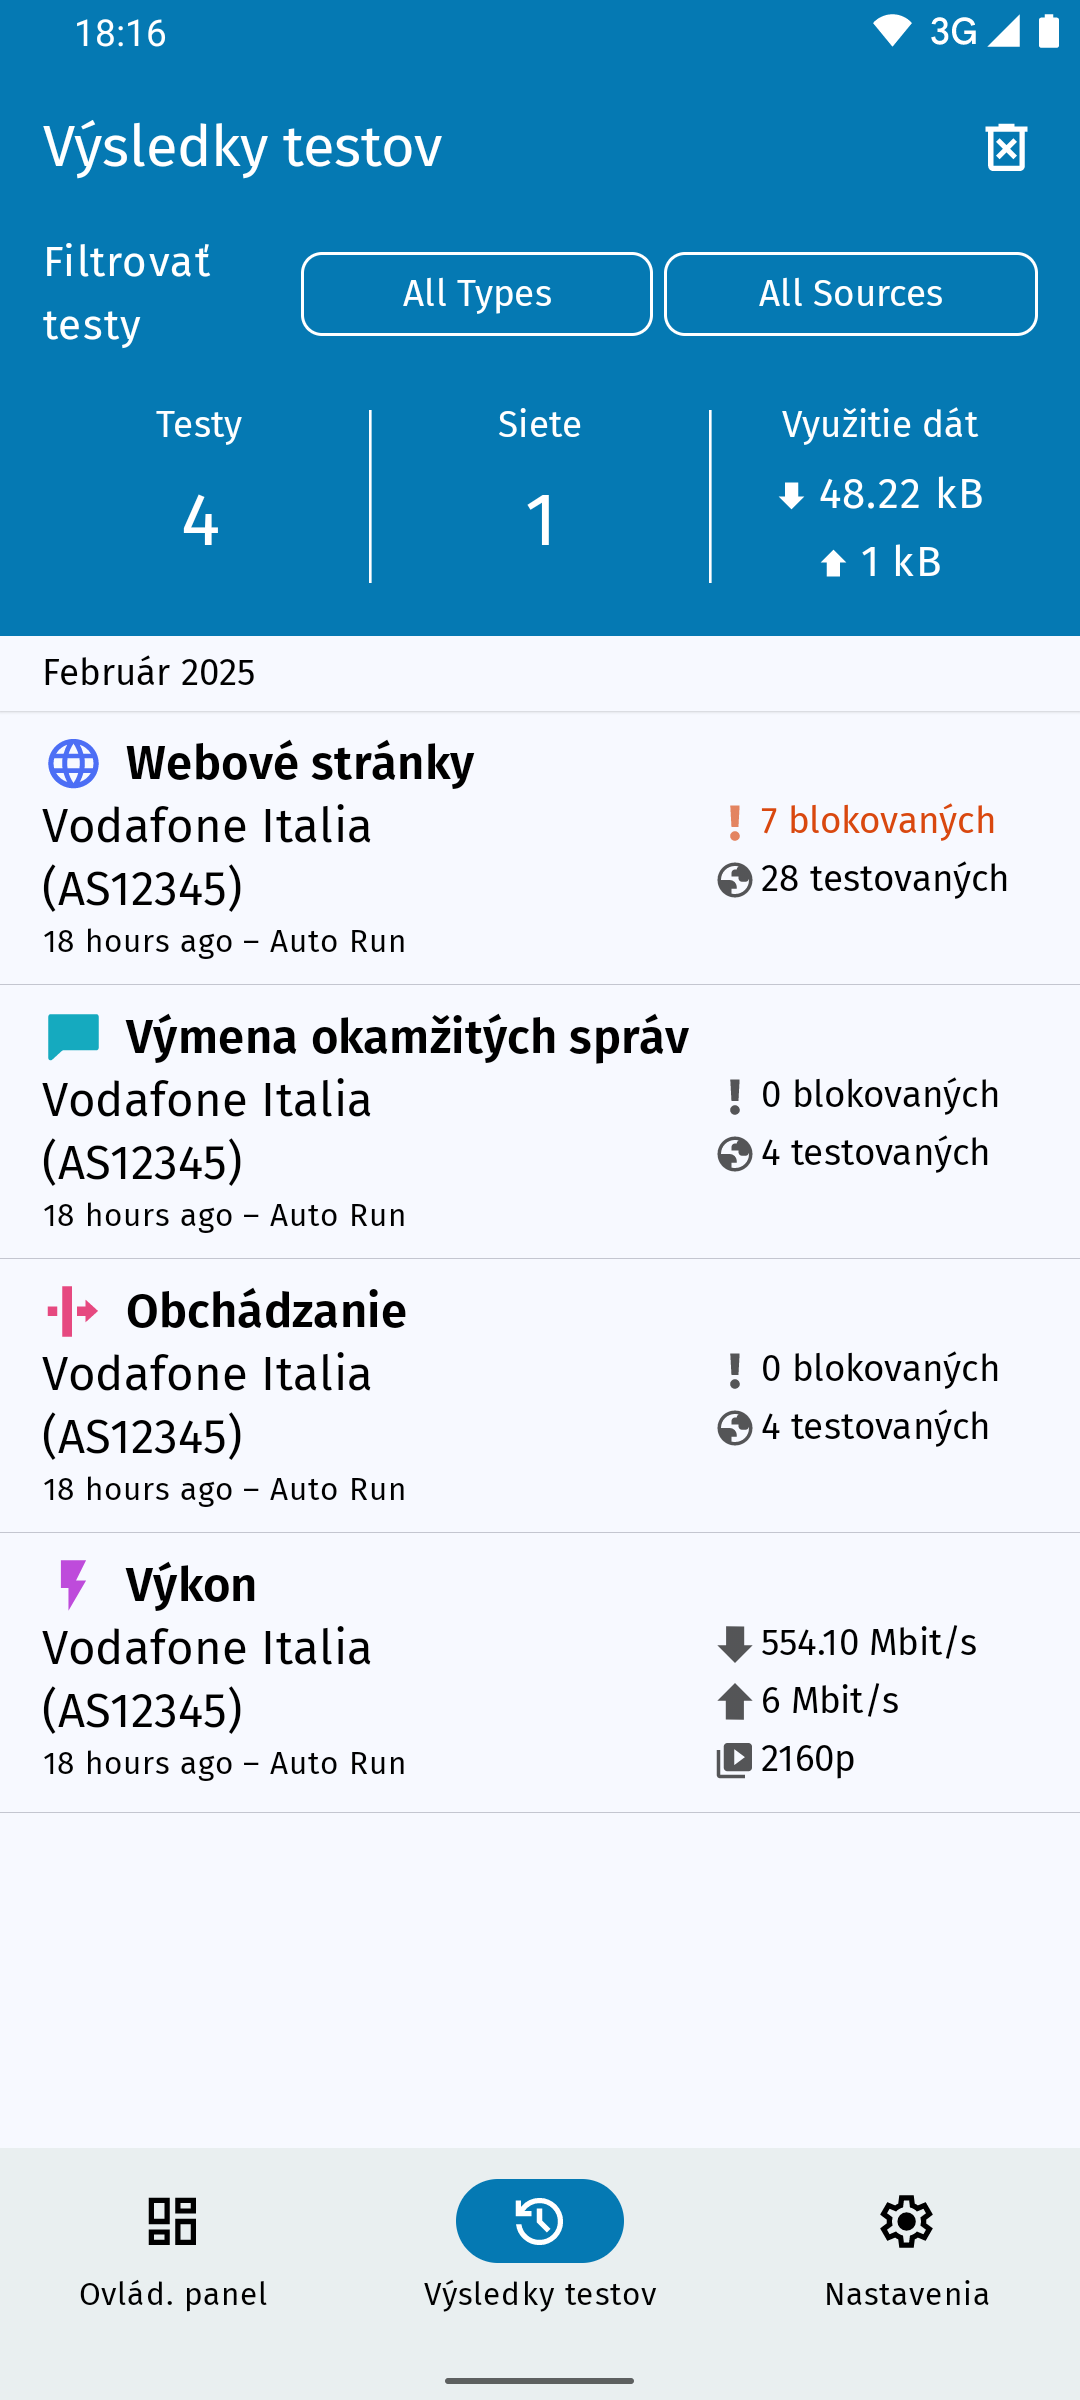 18:16
3G
Výsledky testov
Filtrovať
testy
All Types
All Sources
Testy
4
Siete
1
Využitie dát
48.22 kB
1 kB
Február 2025
Webové stránky
Vodafone Italia
(AS12345)
18 hours ago – Auto Run
7 blokovaných
28 testovaných
Výmena okamžitých správ
Vodafone Italia
(AS12345)
18 hours ago – Auto Run
0 blokovaných
4 testovaných
Obchádzanie
Vodafone Italia
(AS12345)
18 hours ago – Auto Run
0 blokovaných
4 testovaných
Výkon
Vodafone Italia
(AS12345)
18 hours ago – Auto Run
554.10 Mbit/s
6 Mbit/s
2160p
Ovlád. panel
Výsledky testov
Nastavenia